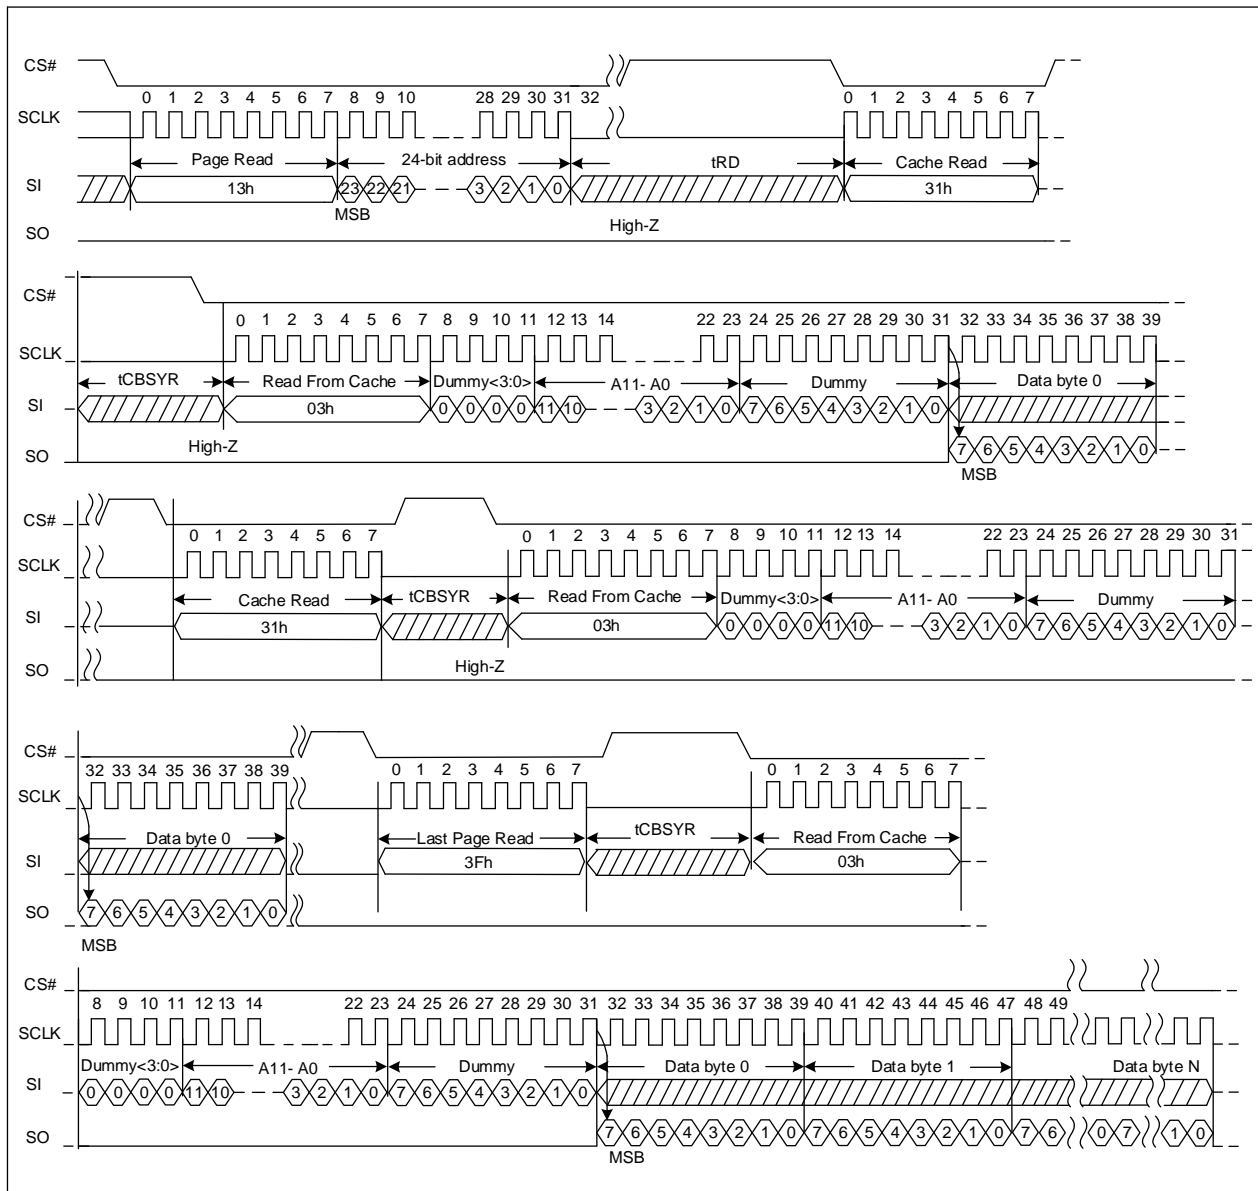 CS#
0 1 2 3 4 5 6 7 8 9 10 28 29 30 31 32 0 1 2 3 4 5 6 7
SCLK
Page Read 24-bit address tRD Cache Read
SI 13h 23 22 21 3 2 1 0 31h
MSB
High-Z
SO
CS#
0 1 2 3 4 5 6 7 8 9 10 11 12 13 14 22 23 24 25 26 27 28 29 30 31 32 33 34 35 36 37 38 39
SCLK
tCBSYR Read From Cache Dummy<3:0> A11- A0 Dummy Data byte 0
SI 03h 0 0 0 0 11 10 3 2 1 0 7 6 5 4 3 2 1 0
High-Z
SO 7 6 5 4 3 2 1 0
MSB
CS#
0 1 2 3 4 5 6 7 0 1 2 3 4 5 6 7 8 9 10 11 12 13 14 22 23 24 25 26 27 28 29 30 31
SCLK
Cache Read tCBSYR Read From Cache Dummy<3:0> A11- A0 Dummy
SI 31h 03h 0 0 0 0 11 10 3 2 1 0 7 6 5 4 3 2 1 0
High-Z
SO
CS#
32 33 34 35 36 37 38 39 0 1 2 3 4 5 6 7 0 1 2 3 4 5 6 7
SCLK
Data byte 0 Last Page Read tCBSYR Read From Cache
SI 3Fh 03h
SO 7 6 5 4 3 2 1 0
MSB
CS#
8 9 10 11 12 13 14 22 23 24 25 26 27 28 29 30 31 32 33 34 35 36 37 38 39 40 41 42 43 44 45 46 47 48 49
SCLK
Dummy<3:0> A11- A0 Dummy Data byte 0 Data byte 1 Data byte N
SI 0 0 0 0 11 10 3 2 1 0 7 6 5 4 3 2 1 0
SO 7 6 5 4 3 2 1 0 7 6 5 4 3 2 1 0 7 6 0 7 1 0
MSB